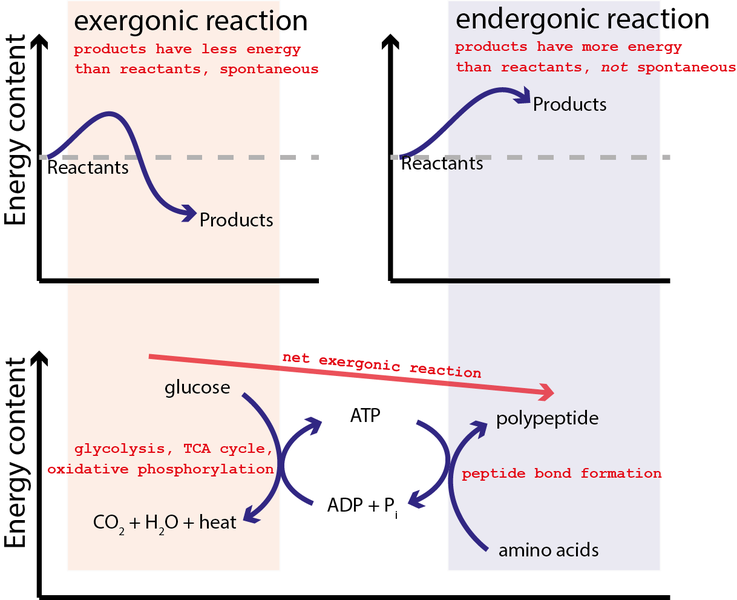 exergonic reaction
products have less energy
than reactants, spontaneous
Energy content
Reactants
Products
endergonic reaction
products have more energy
than reactants, not spontaneous
Energy content
Reactants
Products
Energy content
net exergonic reaction
glucose
ATP
polypeptide
glycolysis, TCA cycle,
oxidative phosphorylation
peptide bond formation
CO₂ + H₂O + heat
ADP + Pᵢ
amino acids